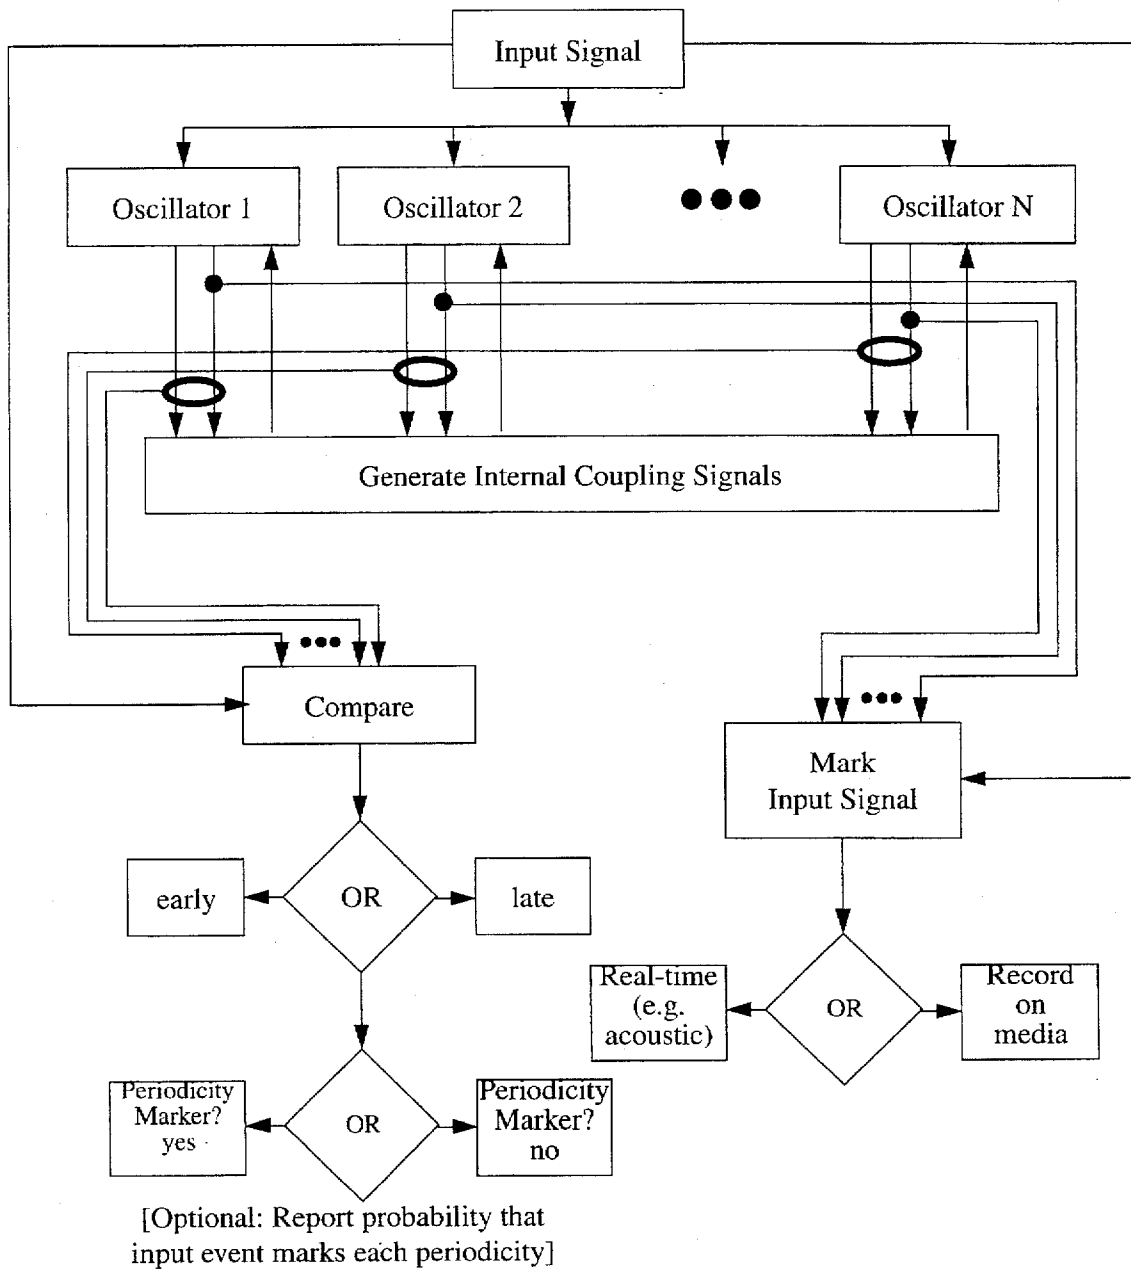 Input Signal
Oscillator 1
Oscillator 2
Oscillator N
Generate Internal Coupling Signals
Compare
Mark
Input Signal
early
OR
late
Real-time
(e.g.
acoustic)
OR
Record
on
media
Periodicity
Marker?
yes
OR
Periodicity
Marker?
no
[Optional: Report probability that
input event marks each periodicity]